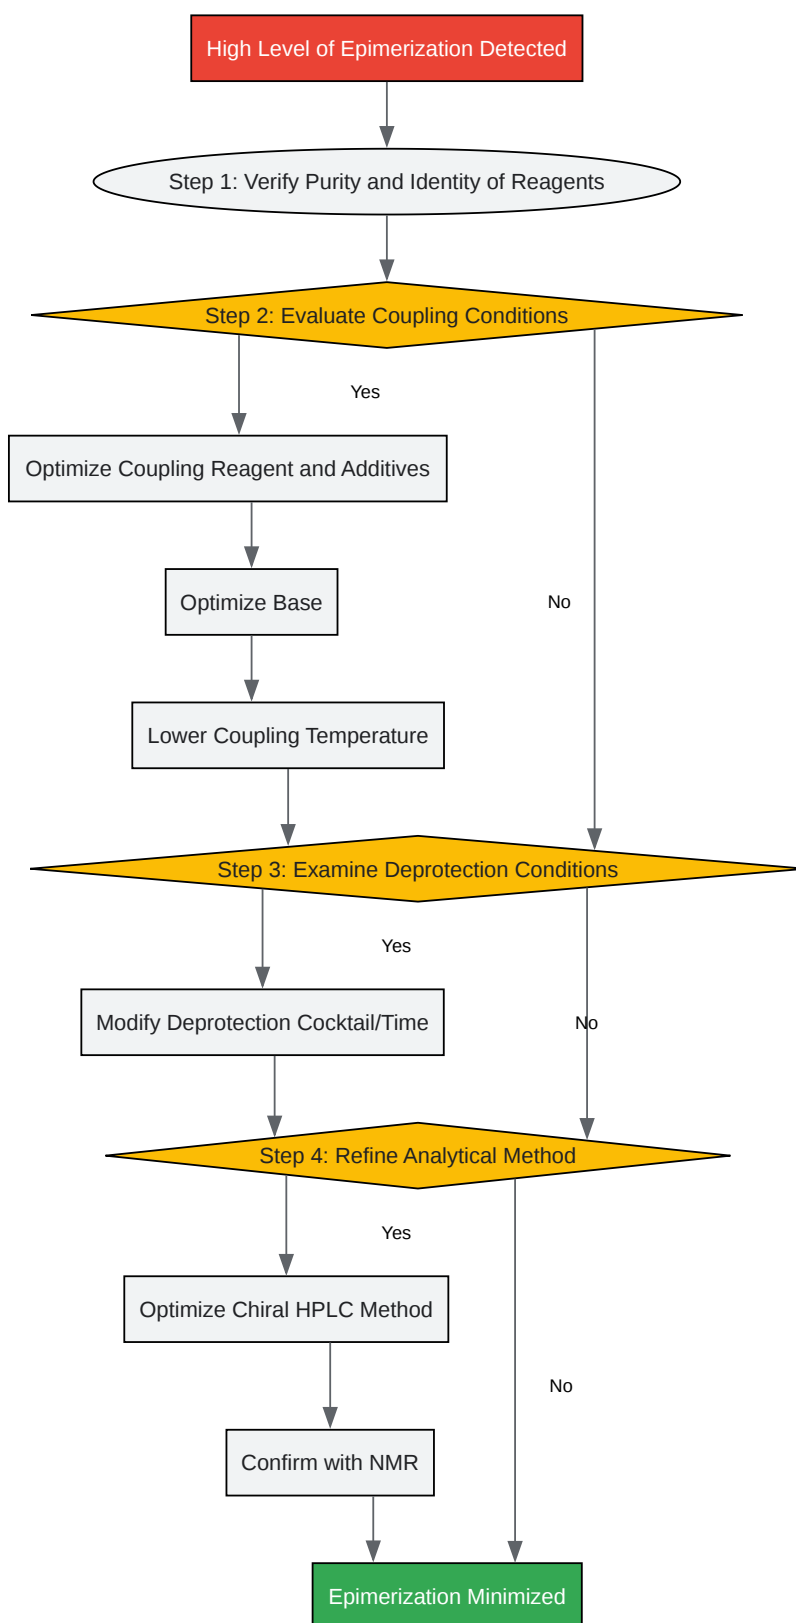 High Level of Epimerization Detected
Step 1: Verify Purity and Identity of Reagents
Step 2: Evaluate Coupling Conditions
Yes
Optimize Coupling Reagent and Additives
Optimize Base
No
Lower Coupling Temperature
Step 3: Examine Deprotection Conditions
Yes
Modify Deprotection Cocktail/Time
No
Step 4: Refine Analytical Method
Yes
Optimize Chiral HPLC Method
No
Confirm with NMR
Epimerization Minimized